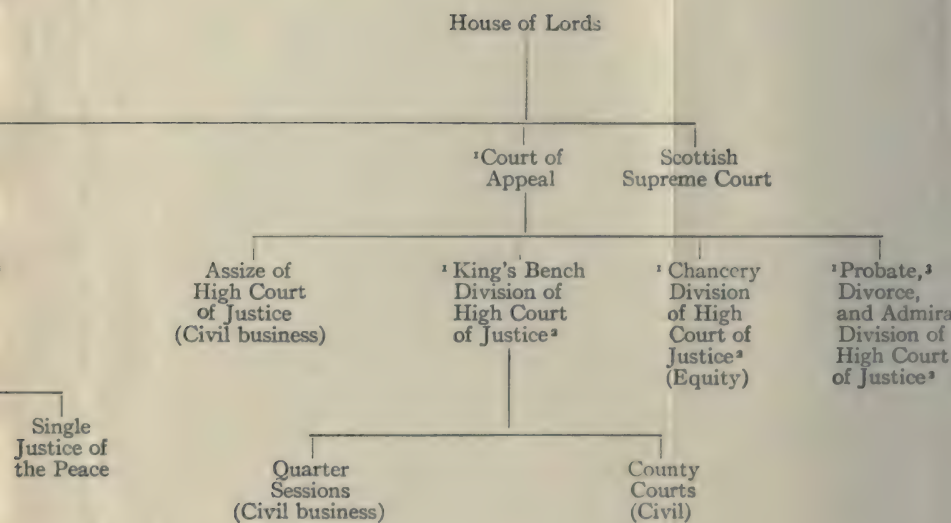 House of Lords
¹Court of
Appeal
Scottish
Supreme Court
Assize of
High Court
of Justice
(Civil business)
¹ King's Bench
Division of
High Court
of Justice²
¹ Chancery
Division
of High
Court of
Justice²
(Equity)
¹Probate,³
Divorce,
and Admira
Division of
High Court
of Justice²
Single
Justice of
the Peace
Quarter
Sessions
(Civil business)
County
Courts
(Civil)